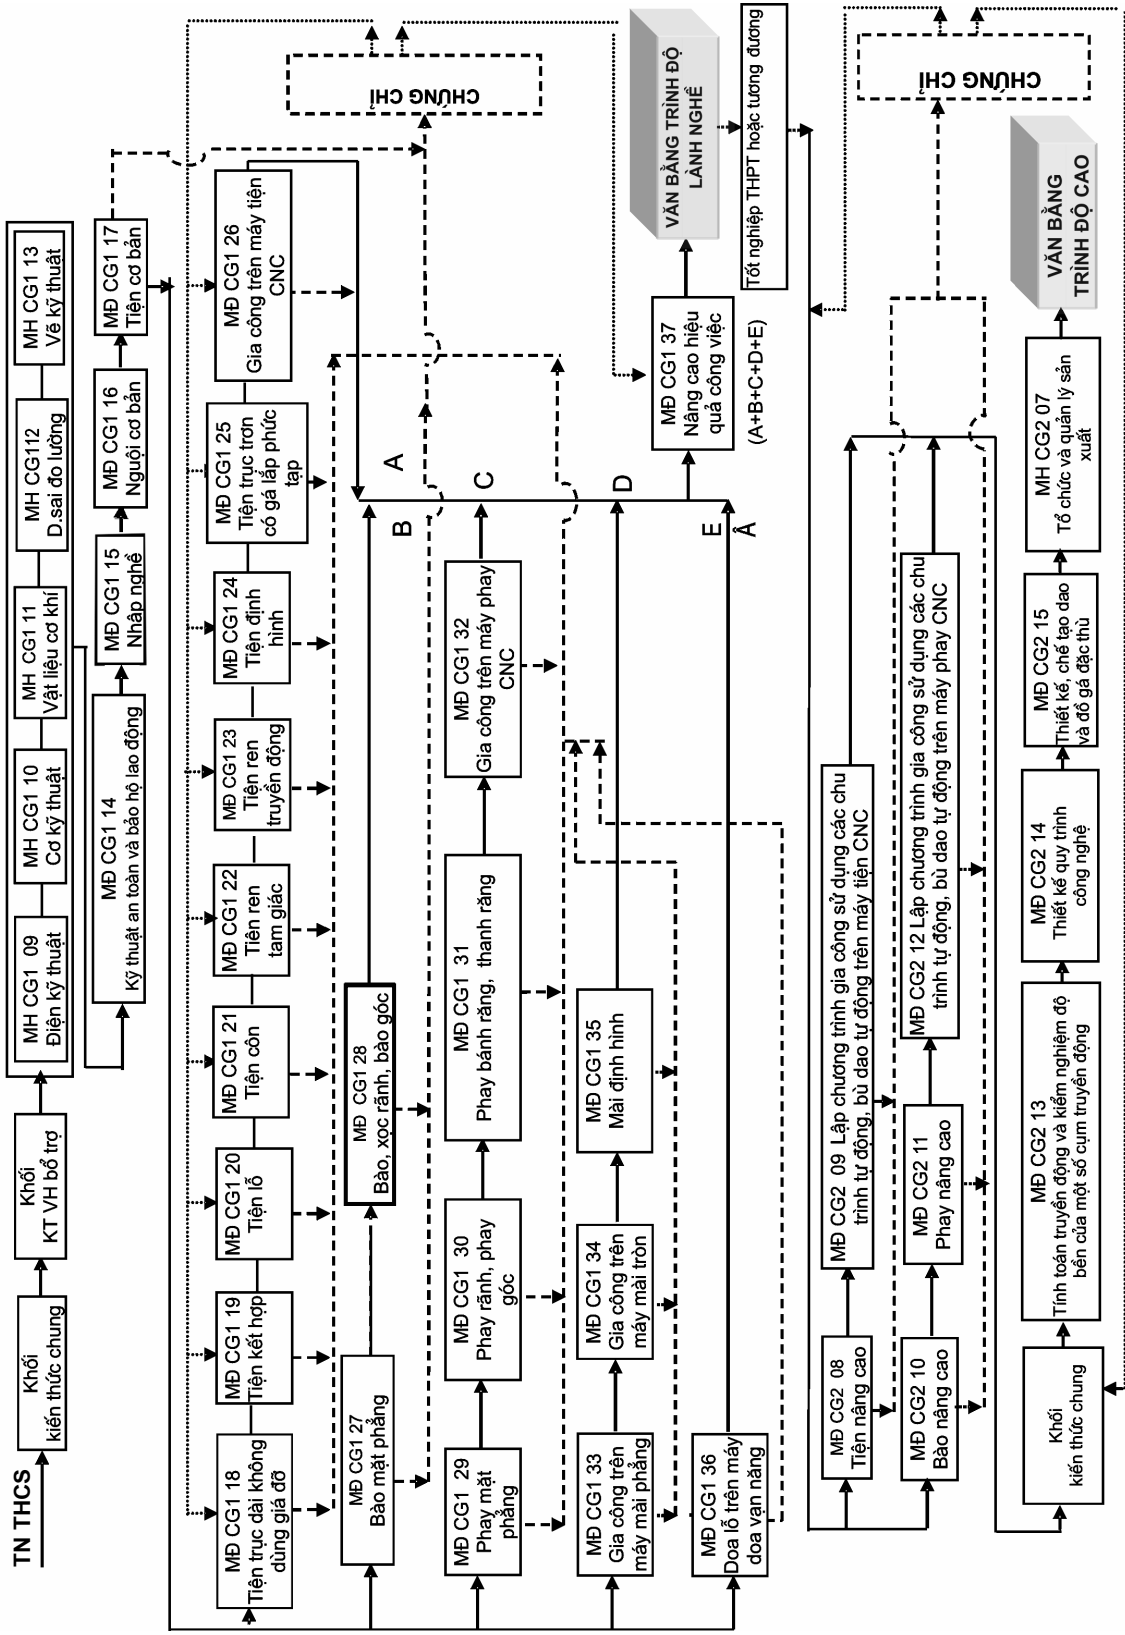 TN THCS
Khối
kiến thức chung
Khối
KT VH bổ trợ
MH CG1 09
Điện kỹ thuật
MH CG1 10
Cơ kỹ thuật
MH CG1 11
Vật liệu cơ khí
MH CG112
D.sai đo lường
MH CG1 13
Vẽ kỹ thuật
MĐ CG1 14
Kỹ thuật an toàn và bảo hộ lao động
MĐ CG1 15
Nhập nghề
MĐ CG1 16
Nguội cơ bản
MĐ CG1 17
Tiện cơ bản
MĐ CG1 18
Tiện trục dài không
dùng giá đỡ
MĐ CG1 19
Tiện kết hợp
MĐ CG1 20
Tiện lỗ
MĐ CG1 21
Tiện côn
MĐ CG1 22
Tiên ren
tam giác
MĐ CG1 23
Tiện ren
truyền động
MĐ CG1 24
Tiện định
hình
MĐ CG1 25
Tiện trục trơn
có gá lắp phức
tạp
MĐ CG1 26
Gia công trên máy tiện
CNC
CHỨNG CHỈ
A
MĐ CG1 27
Bào mặt phẳng
MĐ CG1 28
Bào, xọc rãnh, bào góc
B
MĐ CG1 29
Phay mặt
phẳng
MĐ CG1 30
Phay rãnh, phay
góc
MĐ CG1 31
Phay bánh răng, thanh răng
MĐ CG1 32
Gia công trên máy phay
CNC
C
MĐ CG1 33
Gia công trên
máy mài phẳng
MĐ CG1 34
Gia công trên
máy mài tròn
MĐ CG1 35
Mài định hình
D
MĐ CG1 36
Doa lỗ trên máy
doa vạn năng
E
Â
MĐ CG1 37
Nâng cao hiệu
quả công việc
(A+B+C+D+E)
VĂN BẰNG TRÌNH ĐỘ
LÀNH NGHỀ
Tốt nghiệp THPT hoặc tương đương
MĐ CG2 08
Tiện nâng cao
MĐ CG2 09 Lập chương trình gia công sử dụng các chu
trình tự động, bù dao tự động trên máy tiện CNC
MĐ CG2 10
Bào nâng cao
MĐ CG2 11
Phay nâng cao
MĐ CG2 12 Lập chương trình gia công sử dụng các chu
trình tự động, bù dao tự động trên máy phay CNC
CHỨNG CHỈ
Khối
kiến thức chung
MĐ CG2 13
Tính toán truyền động và kiểm nghiệm độ
bền của một số cụm truyền động
MĐ CG2 14
Thiết kế quy trình
công nghệ
MĐ CG2 15
Thiết kế, chế tạo dao
và đồ gá đặc thù
MH CG2 07
Tổ chức và quản lý sản
xuất
VĂN BẰNG
TRÌNH ĐỘ CAO